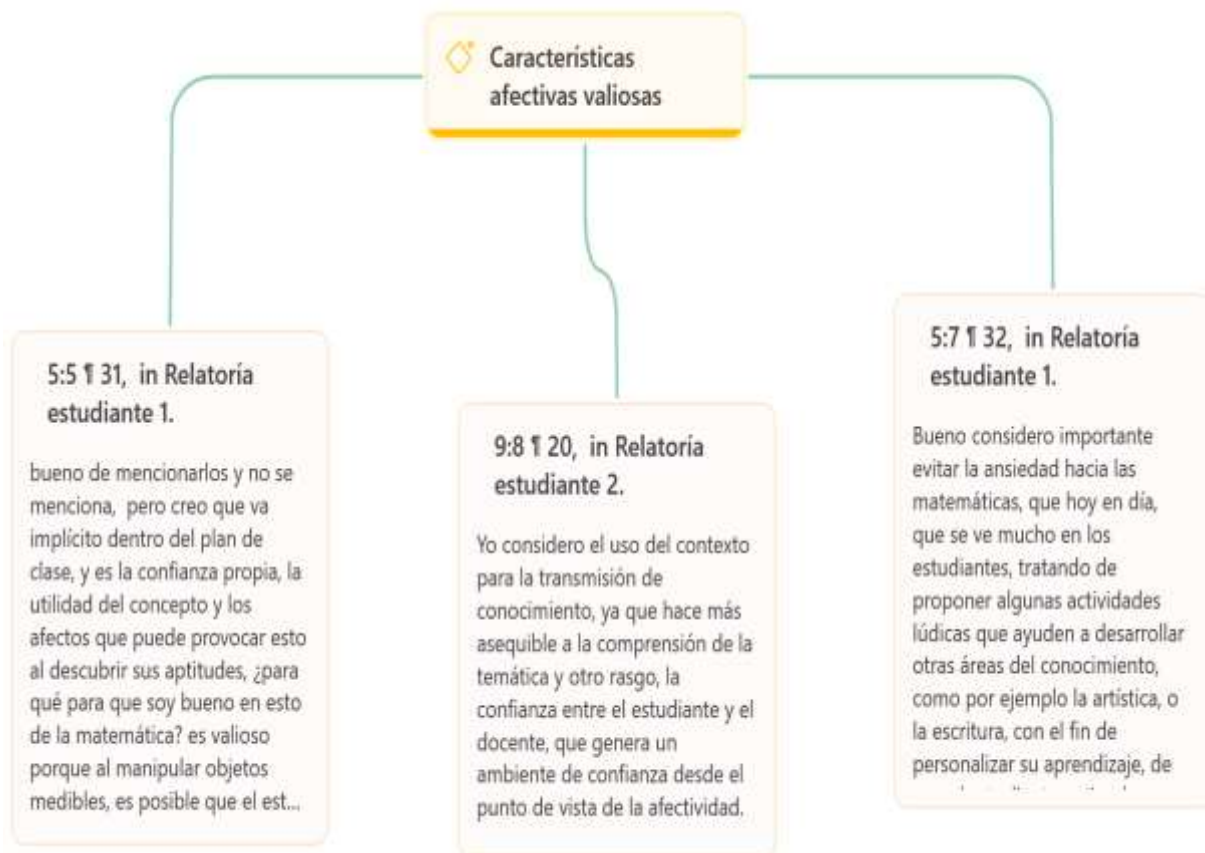 Características
afectivas valiosas
5:5 ¶ 31, in Relatoría
estudiante 1.
bueno de mencionarlos y no se
menciona, pero creo que va
implícito dentro del plan de
clase, y es la confianza propia, la
utilidad del concepto y los
afectos que puede provocar esto
al descubrir sus aptitudes, ¿para
qué para que soy bueno en esto
de la matemática? es valioso
porque al manipular objetos
medibles, es posible que el est...
9:8 ¶ 20, in Relatoría
estudiante 2.
Yo considero el uso del contexto
para la transmisión de
conocimiento, ya que hace más
asequible a la comprensión de la
temática y otro rasgo, la
confianza entre el estudiante y el
docente, que genera un
ambiente de confianza desde el
punto de vista de la afectividad.
5:7 ¶ 32, in Relatoría
estudiante 1.
Bueno considero importante
evitar la ansiedad hacia las
matemáticas, que hoy en día,
que se ve mucho en los
estudiantes, tratando de
proponer algunas actividades
lúdicas que ayuden a desarrollar
otras áreas del conocimiento,
como por ejemplo la artística, o
la escritura, con el fin de
personalizar su aprendizaje, de